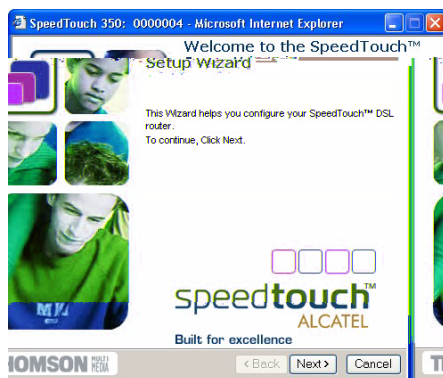 SpeedTouch 350: 0000004 - Microsoft Internet Explorer
Welcome to the SpeedTouch™
Setup Wizard
This Wizard helps you configure your SpeedTouch™ DSL
router.
To continue, Click Next.
speedtouch™
ALCATEL
Built for excellence
HOMSON MULTI MEDIA
< Back Next > Cancel